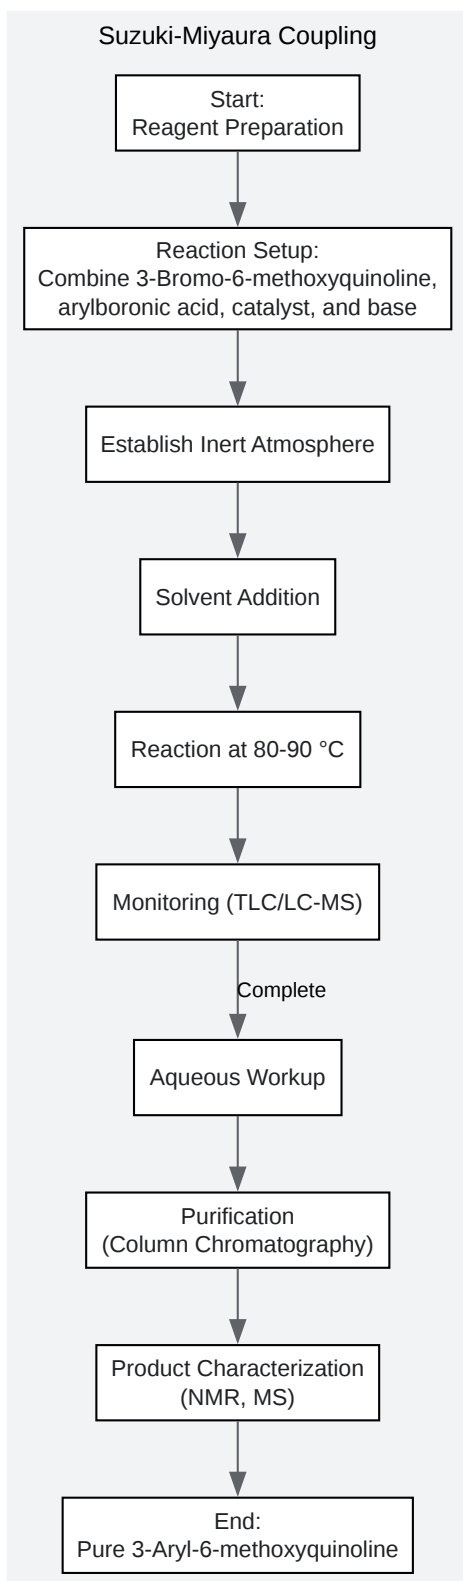 Suzuki-Miyaura Coupling
Start:
Reagent Preparation
Reaction Setup:
Combine 3-Bromo-6-methoxyquinoline,
arylboronic acid, catalyst, and base
Establish Inert Atmosphere
Solvent Addition
Reaction at 80-90 °C
Monitoring (TLC/LC-MS)
Complete
Aqueous Workup
Purification
(Column Chromatography)
Product Characterization
(NMR, MS)
End:
Pure 3-Aryl-6-methoxyquinoline